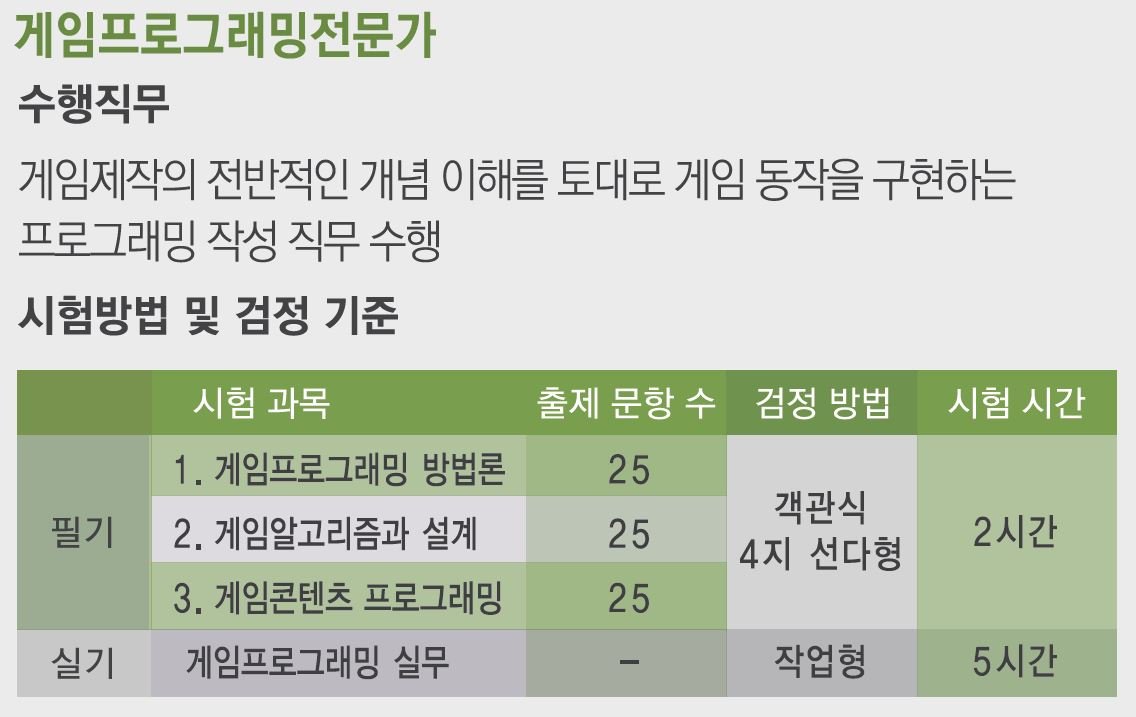 게임프로그래밍전문가
수행직무
게임제작의 전반적인 개념 이해를 토대로 게임 동작을 구현하는
프로그래밍 작성 직무 수행
시험방법 및 검정 기준
시험 과목 출제 문항 수 검정 방법 시험 시간
필기
1. 게임프로그래밍 방법론 25
2. 게임알고리즘과 설계 25
3. 게임콘텐츠 프로그래밍 25
객관식
4지 선다형
2시간
실기 게임프로그래밍 실무 – 작업형 5시간